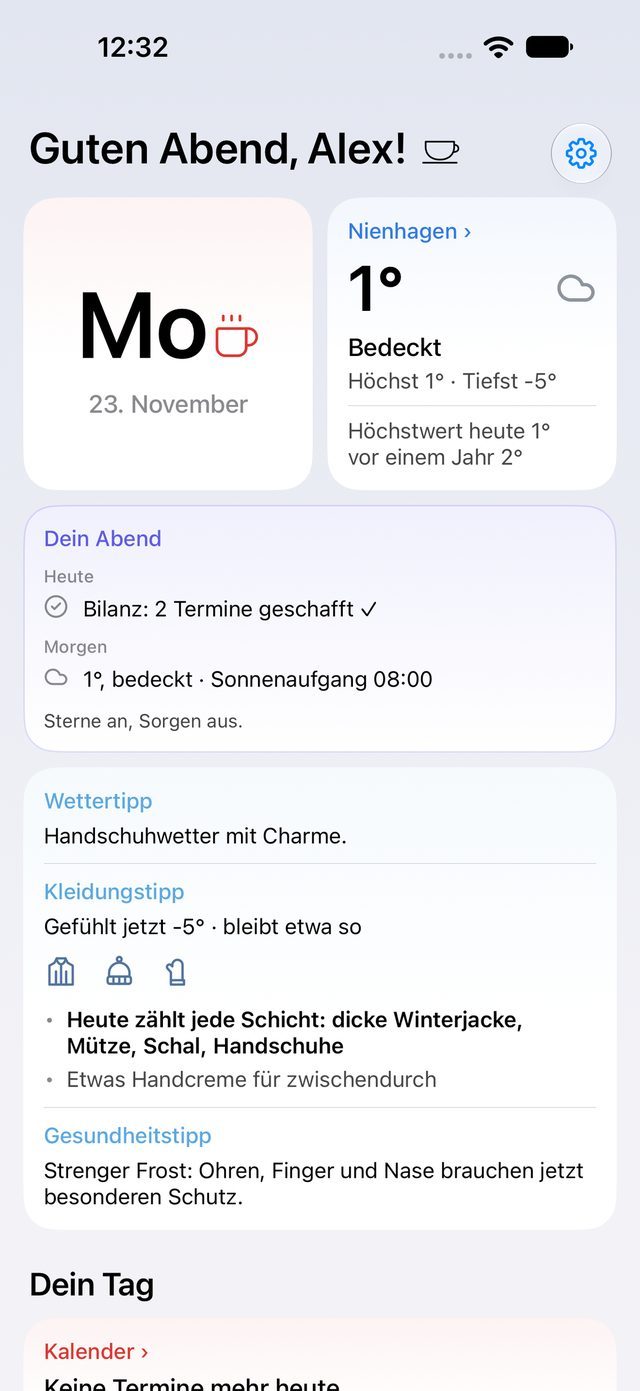 12:32
Guten Abend, Alex!
Mo
23. November
Nienhagen ›
1°
Bedeckt
Höchst 1° · Tiefst -5°
Höchstwert heute 1°
vor einem Jahr 2°
Dein Abend
Heute
Bilanz: 2 Termine geschafft ✓
Morgen
1°, bedeckt · Sonnenaufgang 08:00
Sterne an, Sorgen aus.
Wettertipp
Handschuhwetter mit Charme.
Kleidungstipp
Gefühlt jetzt -5° · bleibt etwa so
• Heute zählt jede Schicht: dicke Winterjacke,
Mütze, Schal, Handschuhe
• Etwas Handcreme für zwischendurch
Gesundheitstipp
Strenger Frost: Ohren, Finger und Nase brauchen jetzt
besonderen Schutz.
Dein Tag
Kalender ›
Keine Termine mehr heute